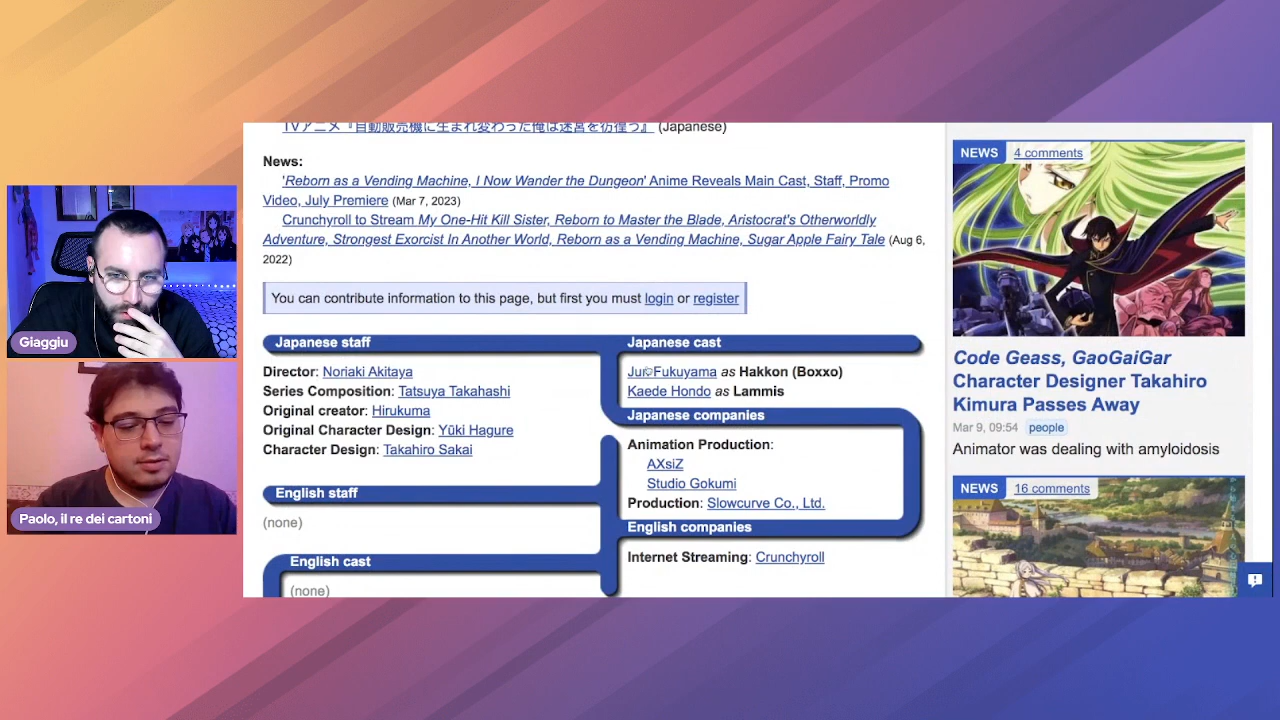 TVアニメ『自動販売機に生まれ変わった俺は迷宮を彷徨う』 (Japanese)
News:
'Reborn as a Vending Machine, I Now Wander the Dungeon' Anime Reveals Main Cast, Staff, Promo
Video, July Premiere (Mar 7, 2023)
Crunchyroll to Stream My One-Hit Kill Sister, Reborn to Master the Blade, Aristocrat's Otherworldly
Adventure, Strongest Exorcist In Another World, Reborn as a Vending Machine, Sugar Apple Fairy Tale (Aug 6,
2022)
You can contribute information to this page, but first you must login or register
Japanese staff
Director: Noriaki Akitaya
Series Composition: Tatsuya Takahashi
Original creator: Hirukuma
Original Character Design: Yūki Hagure
Character Design: Takahiro Sakai
English staff
(none)
English cast
(none)
Japanese cast
Jun Fukuyama as Hakkon (Boxxo)
Kaede Hondo as Lammis
Japanese companies
Animation Production:
AXsiZ
Studio Gokumi
Production: Slowcurve Co., Ltd.
English companies
Internet Streaming: Crunchyroll
NEWS 4 comments
Code Geass, GaoGaiGar
Character Designer Takahiro
Kimura Passes Away
Mar 9, 09:54 people
Animator was dealing with amyloidosis
NEWS 16 comments
Giaggiu
Paolo, il re dei cartoni